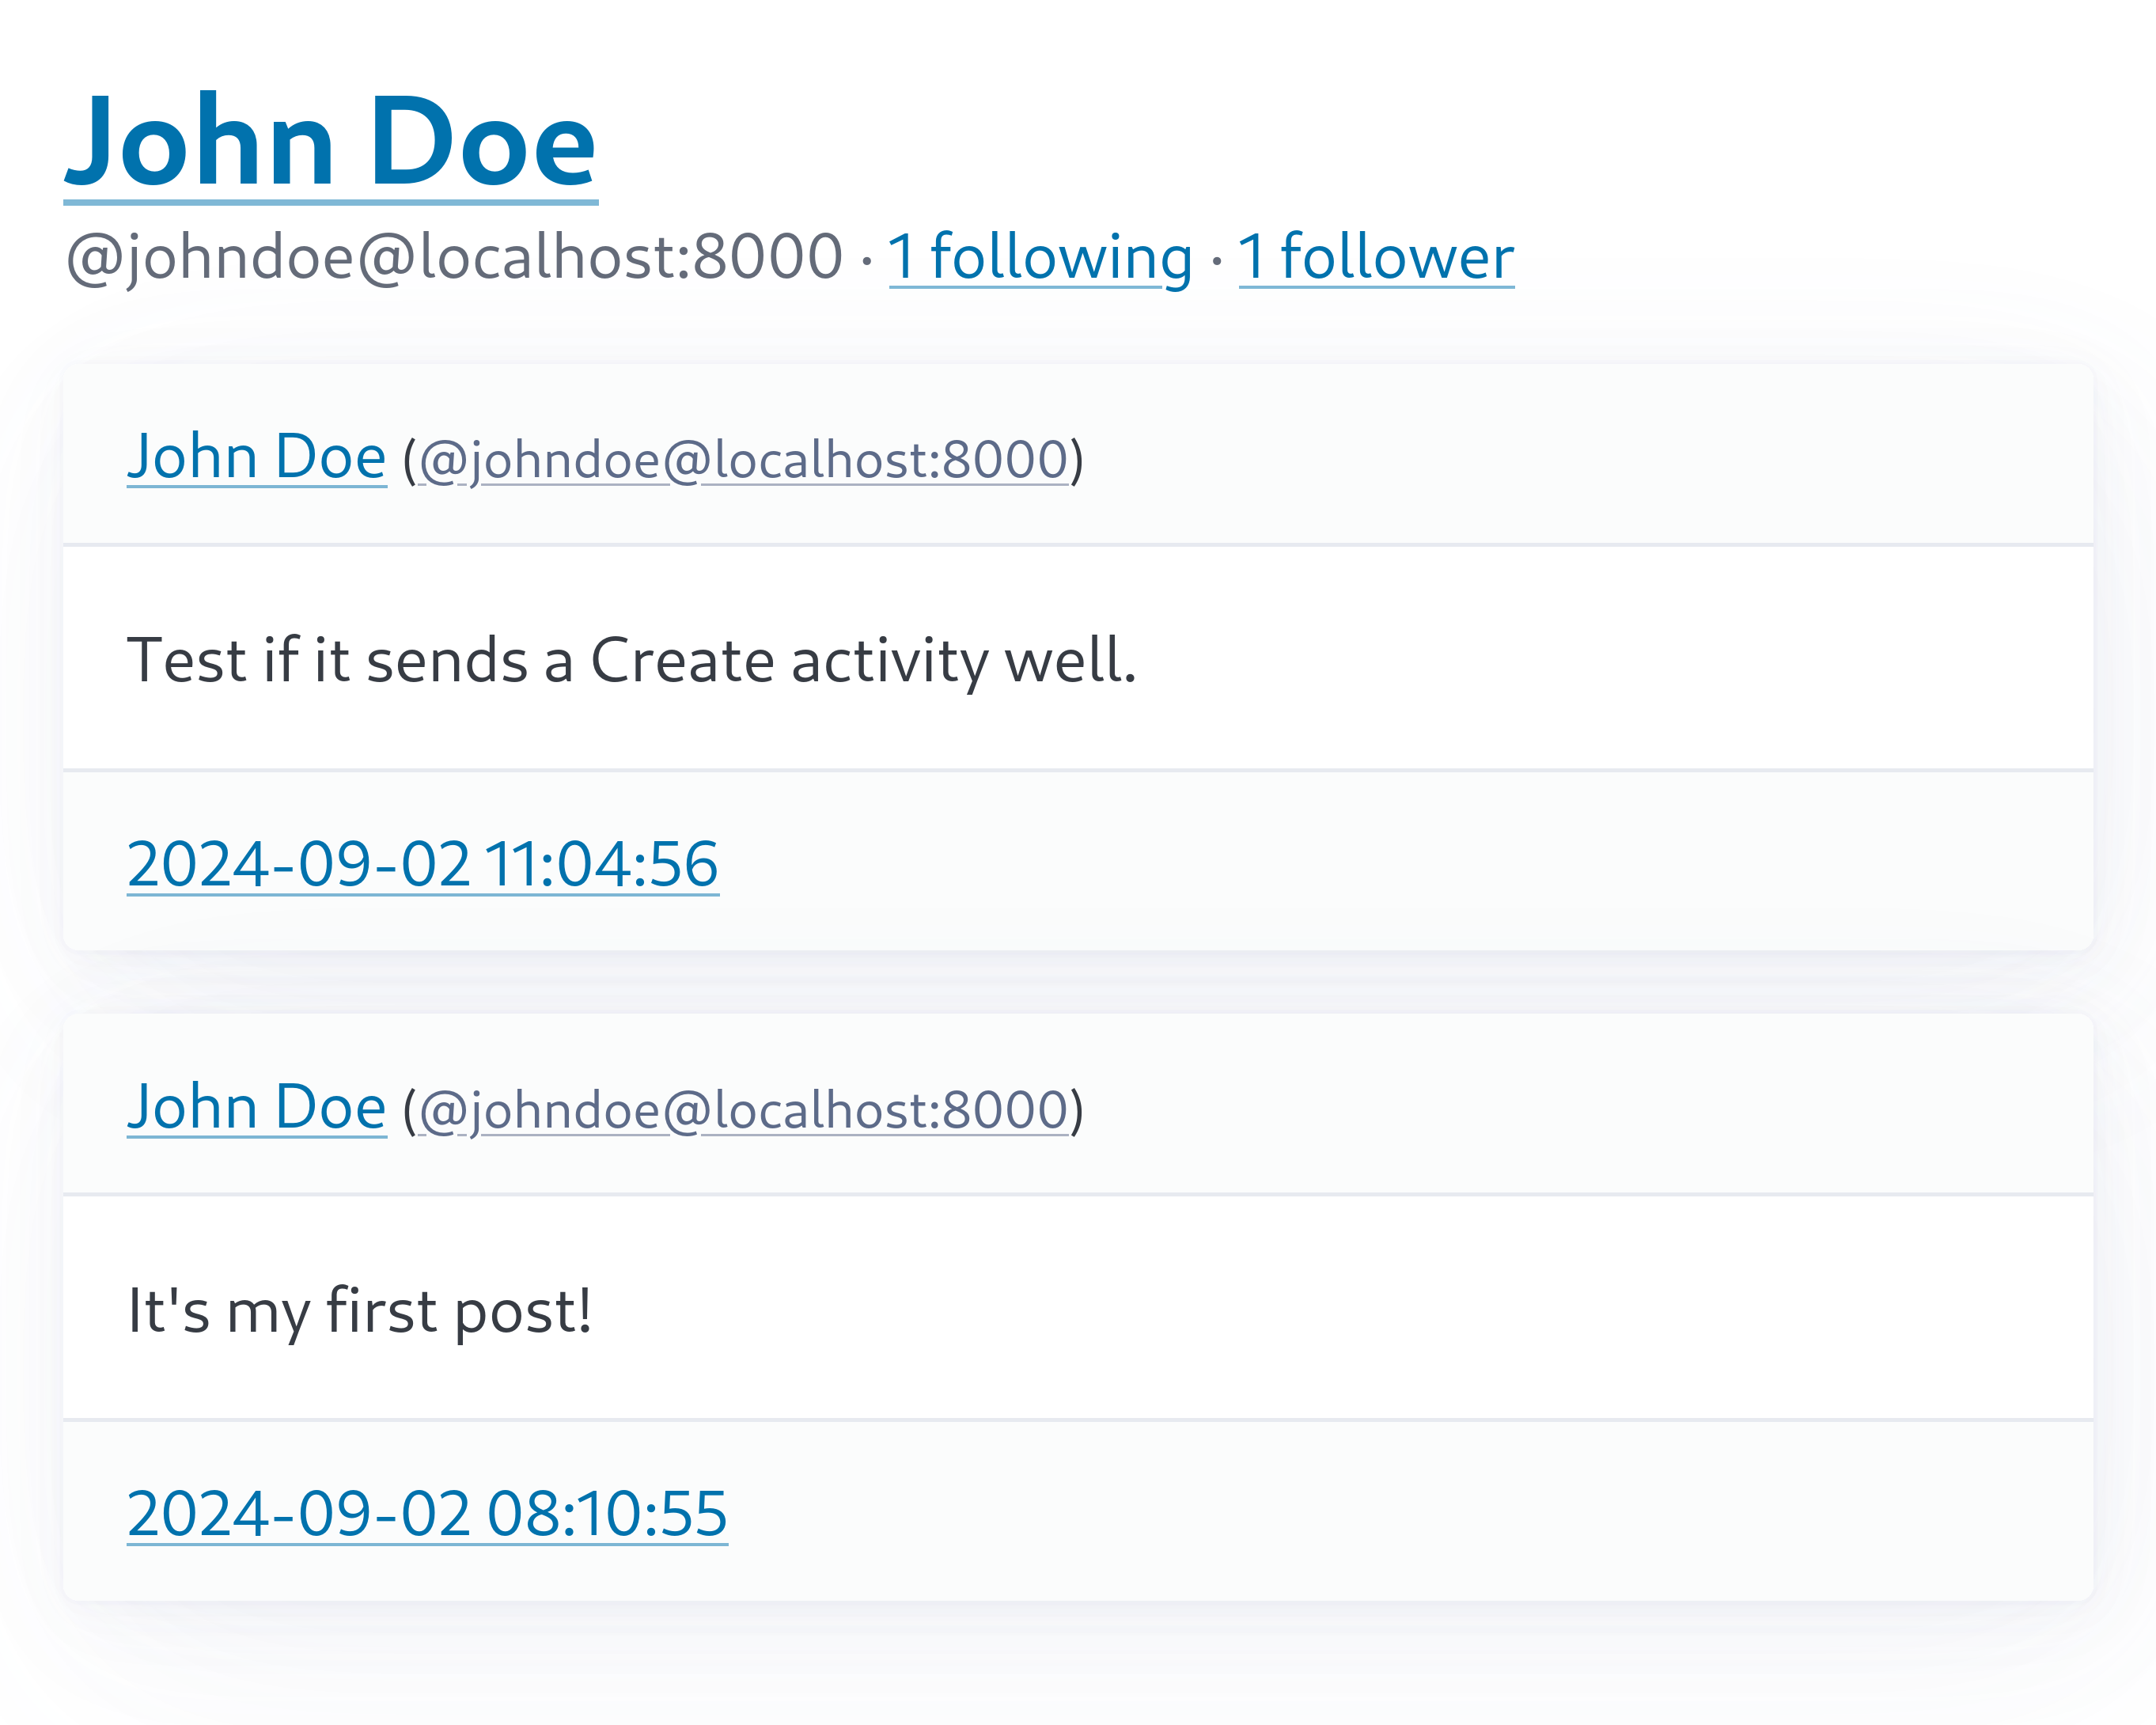 John Doe
@johndoe@localhost:8000 · 1 following · 1 follower
John Doe (@johndoe@localhost:8000)
Test if it sends a Create activity well.
2024-09-02 11:04:56
John Doe (@johndoe@localhost:8000)
It's my first post!
2024-09-02 08:10:55